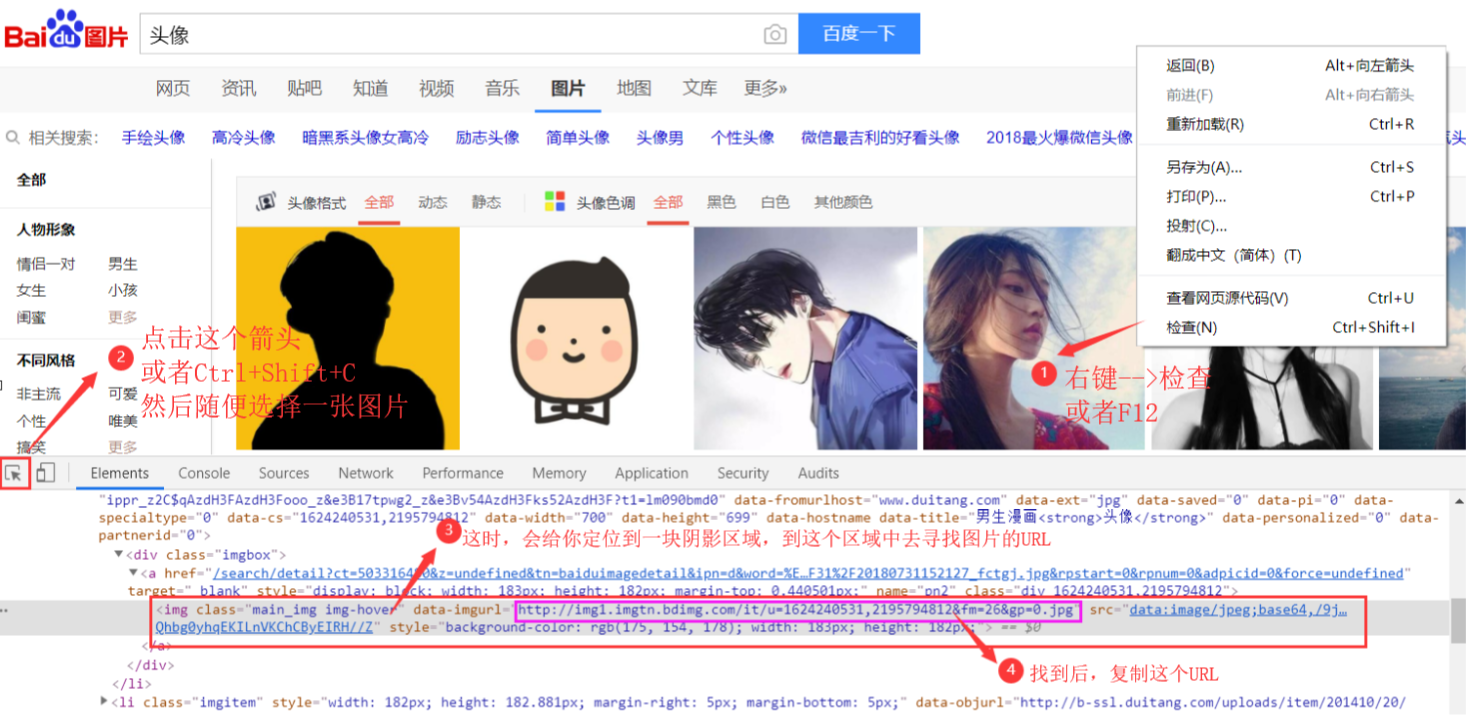 Bai du 图片
头像
百度一下
网页 资讯 贴吧 知道 视频 音乐 图片 地图 文库 更多»
相关搜索： 手绘头像 高冷头像 暗黑系头像女高冷 励志头像 简单头像 头像男 个性头像 微信最吉利的好看头像 2018最火爆微信头像
头
返回(B) Alt+向左箭头
前进(F) Alt+向右箭头
重新加载(R) Ctrl+R
另存为(A)... Ctrl+S
打印(P)... Ctrl+P
投射(C)...
翻成中文（简体）(T)
查看网页源代码(V) Ctrl+U
检查(N) Ctrl+Shift+I
全部
人物形象
情侣一对 男生
女生 小孩
闺蜜 更多
不同风格
非主流 可爱
个性 唯美
搞笑 更多
头像格式 全部 动态 静态 头像色调 全部 黑色 白色 其他颜色
1 右键-->检查
或者F12
2 点击这个箭头
或者Ctrl+Shift+C
然后随便选择一张图片
Elements Console Sources Network Performance Memory Application Security Audits
"ippr_z2C$qAzdH3FAzdH3Fooo_z&e3B17tpwg2_z&e3Bv54AzdH3Fks52AzdH3F?t1=lm090bmd0" data-fromurlhost="www.duitang.com" data-ext="jpg" data-saved="0" data-pi="0" data-
specialtype="0" data-cs="1624240531,2195794812" data-width="700" data-height="699" data-hostname data-title="男生漫画<strong>头像</strong>" data-personalized="0" data-
partnerid="0">
3 这时，会给你定位到一块阴影区域，到这个区域中去寻找图片的URL
▼<div class="imgbox">
▼<a href="/search/detail?ct=503316480&z=undefined&tn=baiduimagedetail&ipn=d&word=%E…F31%2F20180731152127_fctgj.jpg&rpstart=0&rpnum=0&adpicid=0&force=undefined"
target="_blank" style="display: block; width: 183px; height: 182px; margin-top: 0.440501px;" name="pn2" class="div_1624240531,2195794812">
<img class="main_img img-hover" data-imgurl="http://img1.imgtn.bdimg.com/it/u=1624240531,2195794812&fm=26&gp=0.jpg" src="data:image/jpeg;base64,/9j…
Qhbg0yhqEKILnVKChCByEIRH//Z" style="background-color: rgb(175, 154, 178); width: 183px; height: 182px;"> == $0
</a>
</div>
4 找到后，复制这个URL
</li>
▶<li class="imgitem" style="width: 182px; height: 182.881px; margin-right: 5px; margin-bottom: 5px;" data-objurl="http://b-ssl.duitang.com/uploads/item/201410/20/